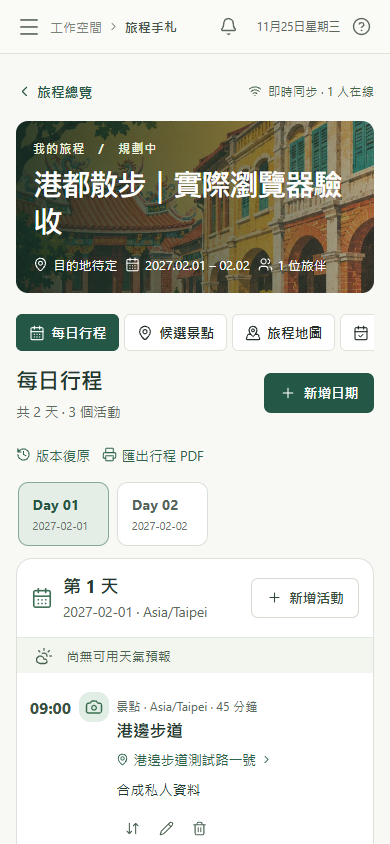 工作空間 > 旅程手札 11月25日星期三
旅程總覽 即時同步 · 1 人在線
我的旅程 / 規劃中
港都散步｜實際瀏覽器驗
收
目的地待定 2027.02.01 – 02.02 1 位旅伴
每日行程 候選景點 旅程地圖
每日行程
共 2 天 · 3 個活動
+ 新增日期
版本復原 匯出行程 PDF
Day 01 Day 02
2027-02-01 2027-02-02
第 1 天
2027-02-01 · Asia/Taipei
+ 新增活動
尚無可用天氣預報
09:00 景點 · Asia/Taipei · 45 分鐘
港邊步道
港邊步道測試路一號 >
合成私人資料